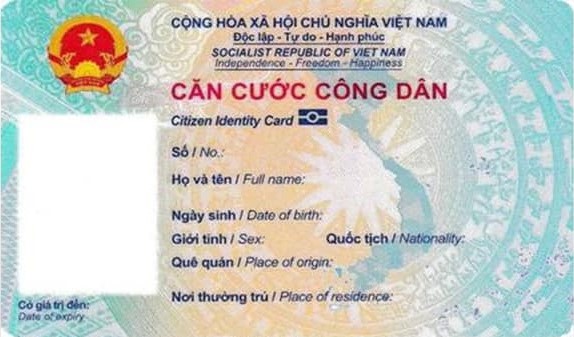 CỘNG HÒA XÃ HỘI CHỦ NGHĨA VIỆT NAM
Độc lập - Tự do - Hạnh phúc
SOCIALIST REPUBLIC OF VIET NAM
Independence - Freedom - Happiness
CĂN CƯỚC CÔNG DÂN
Citizen Identity Card
Số / No.:
Họ và tên / Full name:
Ngày sinh / Date of birth:
Giới tính / Sex: Quốc tịch / Nationality:
Quê quán / Place of origin:
Nơi thường trú / Place of residence:
Có giá trị đến:
Date of expiry